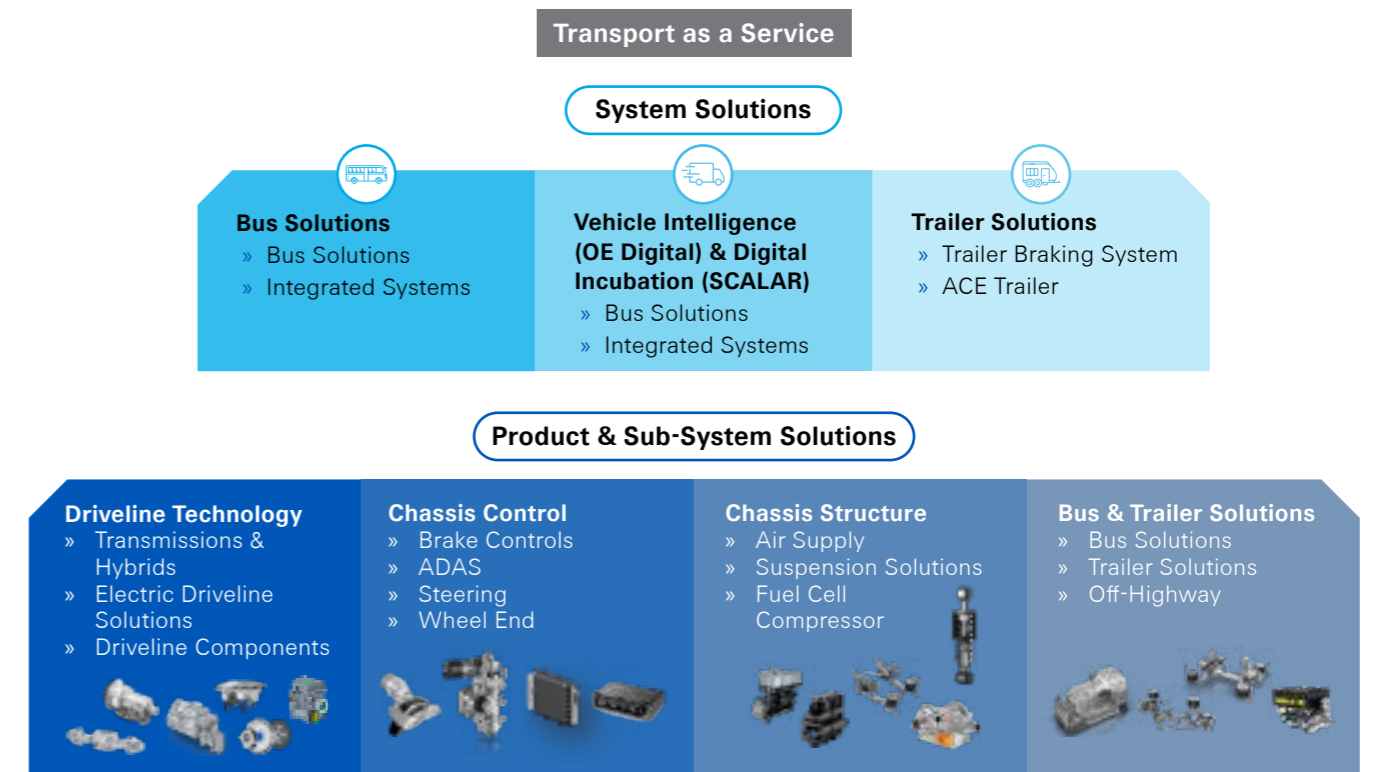 Transport as a Service
System Solutions
Bus Solutions
» Bus Solutions
» Integrated Systems
Vehicle Intelligence
(OE Digital) & Digital
Incubation (SCALAR)
» Bus Solutions
» Integrated Systems
Trailer Solutions
» Trailer Braking System
» ACE Trailer
Product & Sub-System Solutions
Driveline Technology
» Transmissions &
Hybrids
» Electric Driveline
Solutions
» Driveline Components
Chassis Control
» Brake Controls
» ADAS
» Steering
» Wheel End
Chassis Structure
» Air Supply
» Suspension Solutions
» Fuel Cell
Compressor
Bus & Trailer Solutions
» Bus Solutions
» Trailer Solutions
» Off-Highway